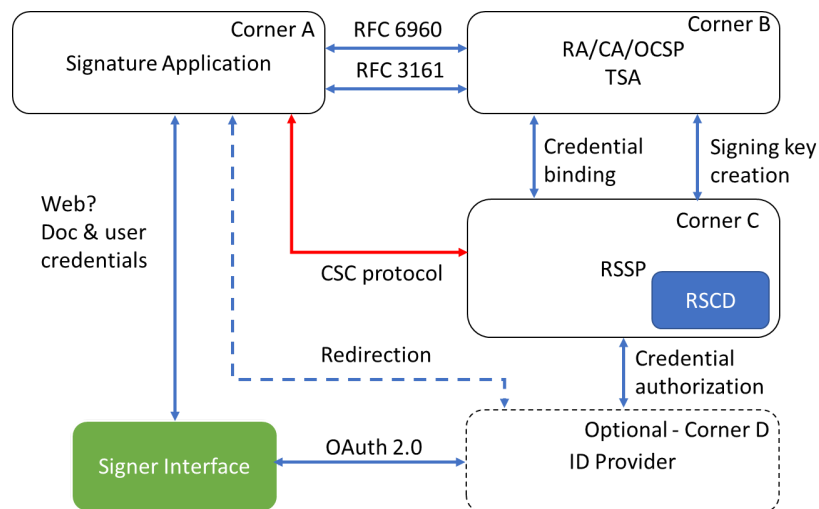 Corner A
Signature Application
RFC 6960
RFC 3161
Corner B
RA/CA/OCSP
TSA
Credential
binding
Signing key
creation
Web?
Doc & user
credentials
CSC protocol
Corner C
RSSP
RSCD
Redirection
Credential
authorization
Signer Interface
OAuth 2.0
Optional - Corner D
ID Provider